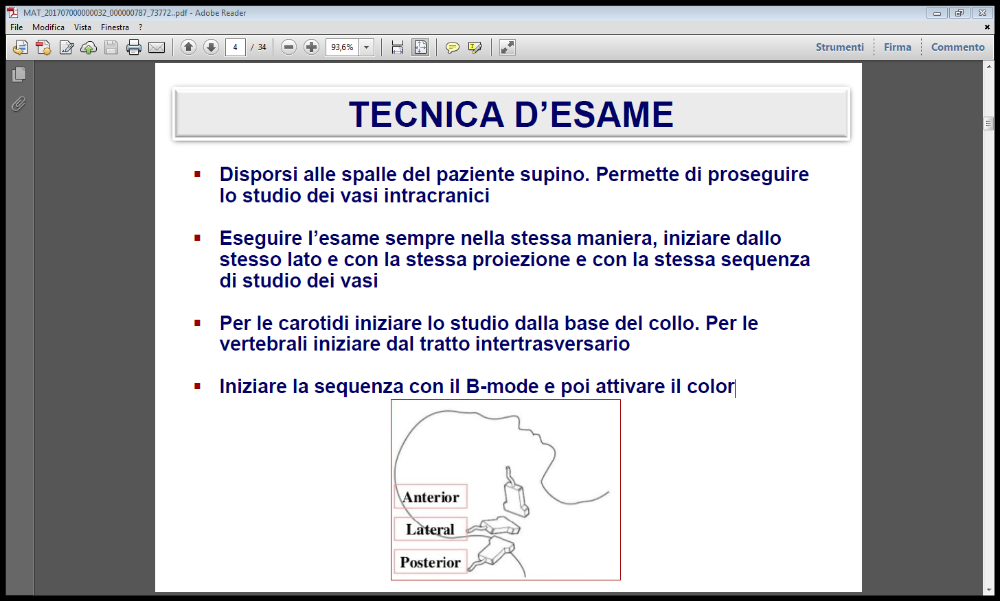 MAT_201707000000032_000000787_73772..pdf - Adobe Reader
File Modifica Vista Finestra ?
4 / 34 93,6% Strumenti Firma Commento
TECNICA D’ESAME
▪ Disporsi alle spalle del paziente supino. Permette di proseguire
lo studio dei vasi intracranici
▪ Eseguire l’esame sempre nella stessa maniera, iniziare dallo
stesso lato e con la stessa proiezione e con la stessa sequenza
di studio dei vasi
▪ Per le carotidi iniziare lo studio dalla base del collo. Per le
vertebrali iniziare dal tratto intertrasversario
▪ Iniziare la sequenza con il B-mode e poi attivare il color
Anterior
Lateral
Posterior